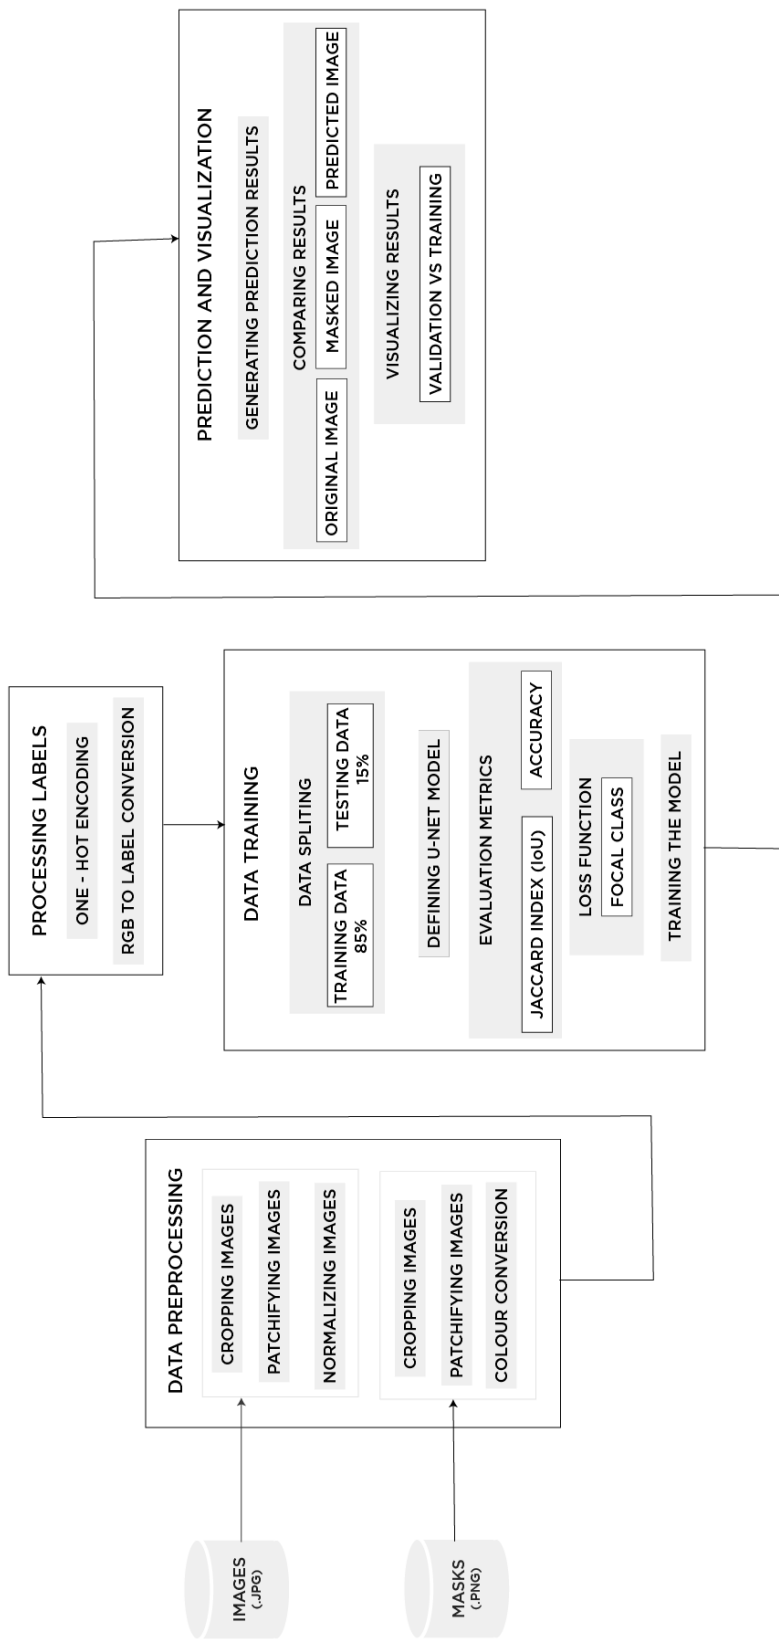 IMAGES
(.JPG)
MASKS
(.PNG)
DATA PREPROCESSING
CROPPING IMAGES
PATCHIFYING IMAGES
NORMALIZING IMAGES
CROPPING IMAGES
PATCHIFYING IMAGES
COLOUR CONVERSION
PROCESSING LABELS
ONE - HOT ENCODING
RGB TO LABEL CONVERSION
DATA TRAINING
DATA SPLITING
TRAINING DATA
85%
TESTING DATA
15%
DEFINING U-NET MODEL
EVALUATION METRICS
JACCARD INDEX (IoU)
ACCURACY
LOSS FUNCTION
FOCAL CLASS
TRAINING THE MODEL
PREDICTION AND VISUALIZATION
GENERATING PREDICTION RESULTS
COMPARING RESULTS
ORIGINAL IMAGE
MASKED IMAGE
PREDICTED IMAGE
VISUALIZING RESULTS
VALIDATION VS TRAINING